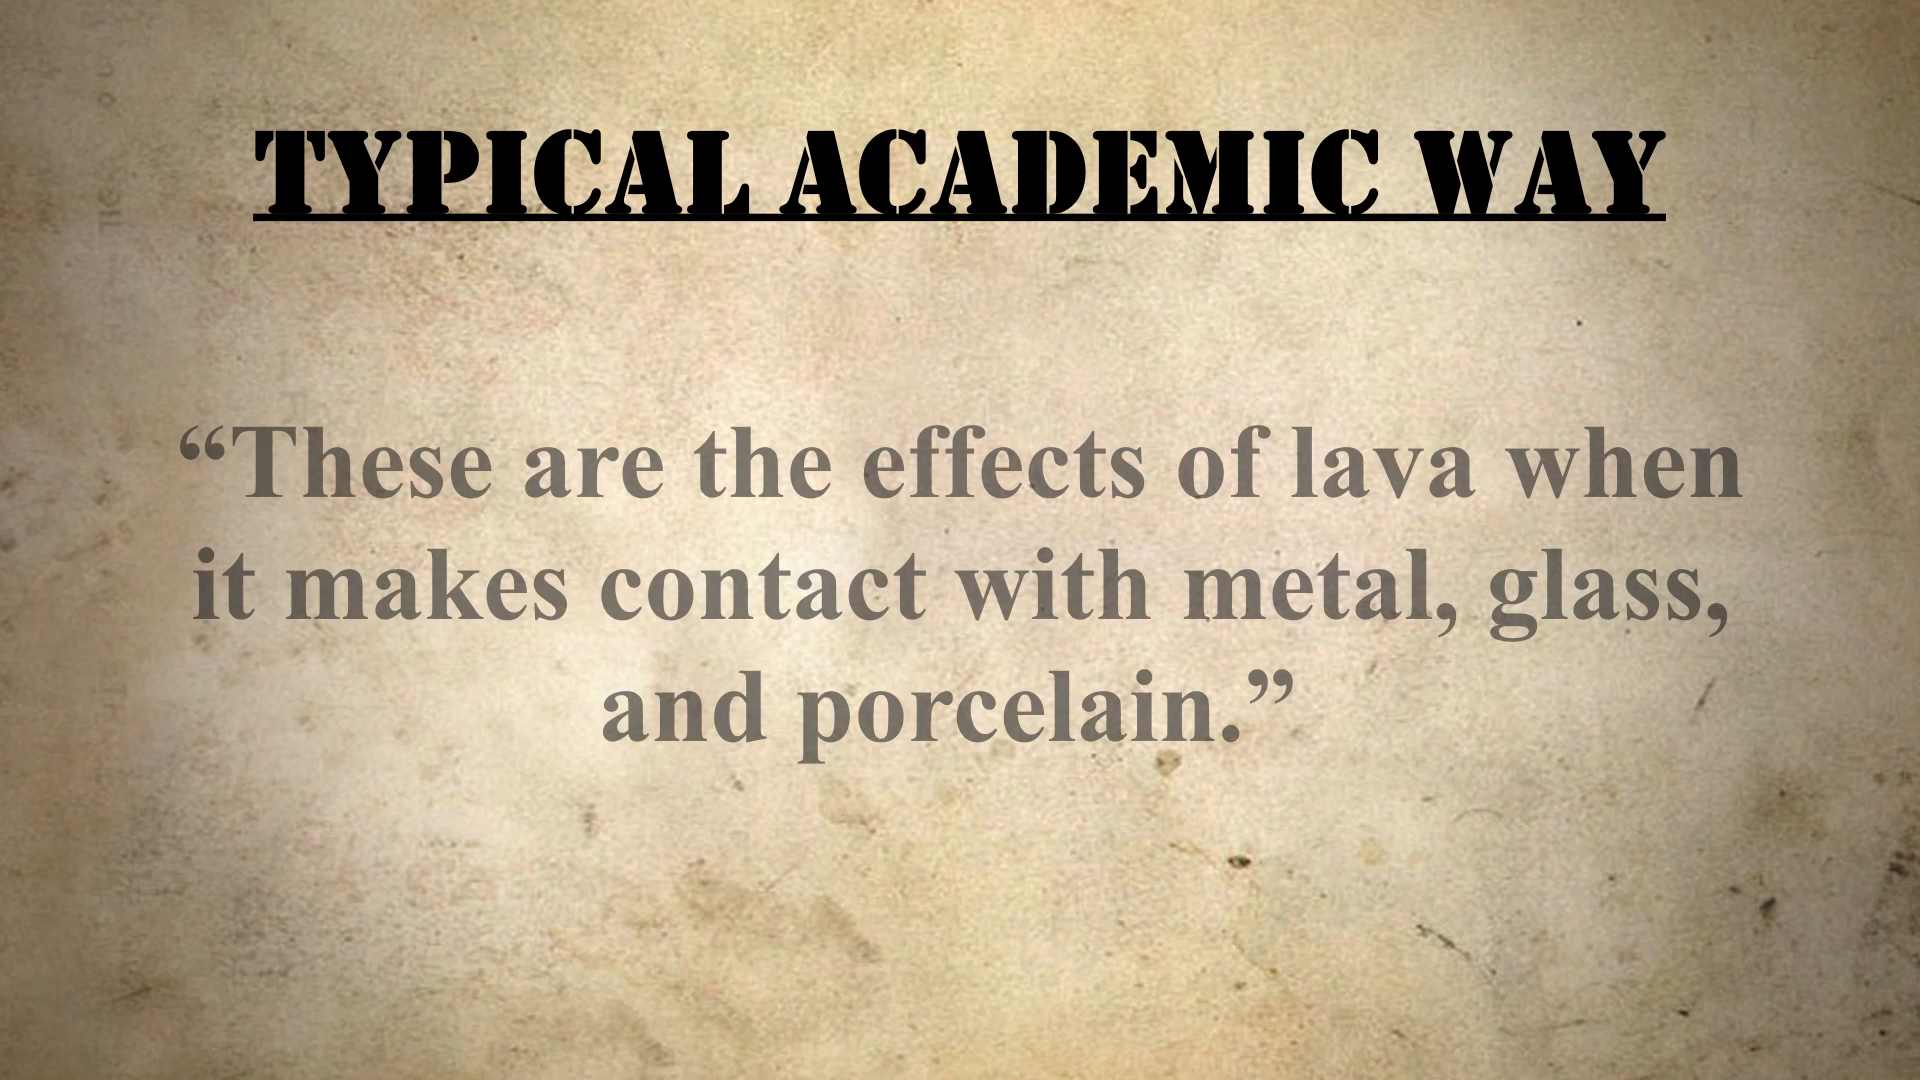 TYPICAL ACADEMIC WAY
“These are the effects of lava when
it makes contact with metal, glass,
and porcelain.”